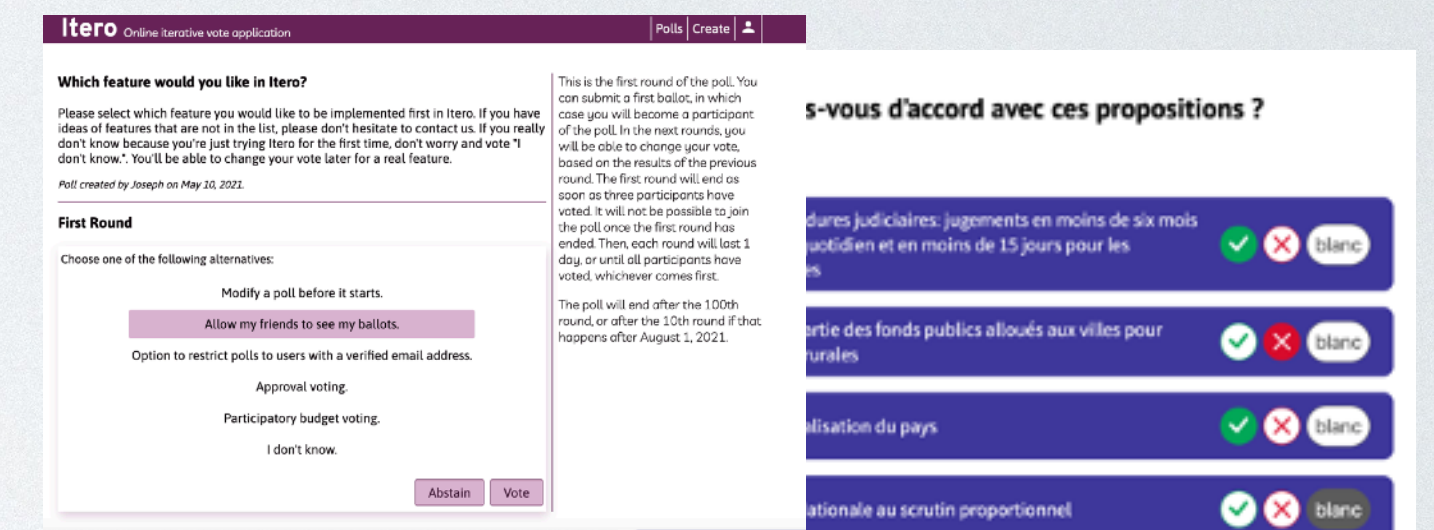 Itero Online iterative vote application
Polls Create
Which feature would you like in Itero?
Please select which feature you would like to be implemented first in Itero. If you have
ideas of features that are not in the list, please don't hesitate to contact us. If you really
don't know because you're just trying Itero for the first time, don't worry and vote "I
don't know.". You'll be able to change your vote later for a real feature.
Poll created by Joseph on May 10, 2021.
First Round
Choose one of the following alternatives:
Modify a poll before it starts.
Allow my friends to see my ballots.
Option to restrict polls to users with a verified email address.
Approval voting.
Participatory budget voting.
I don't know.
Abstain Vote
This is the first round of the poll. You
can submit a first ballot, in which
case you will become a participant
of the poll. In the next rounds, you
will be able to change your vote,
based on the results of the previous
round. The first round will end as
soon as three participants have
voted. It will not be possible to join
the poll once the first round has
ended. Then, each round will last 1
day, or until all participants have
voted, whichever comes first.
The poll will end after the 100th
round, or after the 10th round if that
happens after August 1, 2021.
s-vous d'accord avec ces propositions ?
dures judiciaires: jugements en moins de six mois
uotidien et en moins de 15 jours pour les
es
blanc
artie des fonds publics alloués aux villes pour
rurales
blanc
alisation du pays
blanc
ationale au scrutin proportionnel
blanc